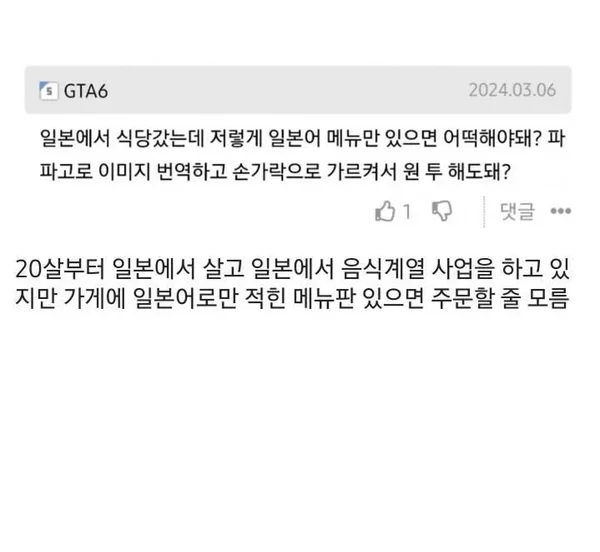 GTA6
2024.03.06
일본에서 식당갔는데 저렇게 일본어 메뉴만 있으면 어떡해야돼? 파
파고로 이미지 번역하고 손가락으로 가르켜서 원 투 해도돼?
1 댓글
20살부터 일본에서 살고 일본에서 음식계열 사업을 하고 있
지만 가게에 일본어로만 적힌 메뉴판 있으면 주문할 줄 모름